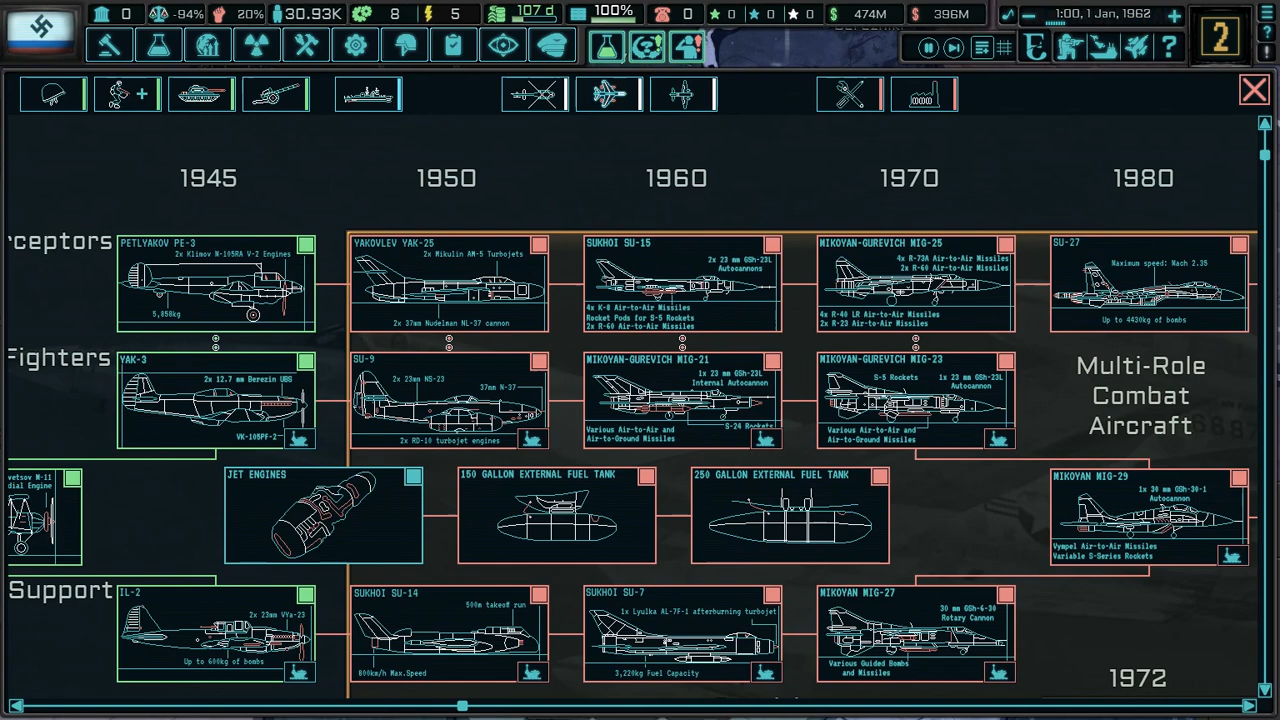 0 -94% 20% 30.93K 8 5 107 d 100% 0 0 0 0 $ 474M $ 396M 1:00, 1 Jan, 1962
2
1945 1950 1960 1970 1980
PETLYAKOV PE-3
2x Klimov M-105RA V-2 Engines
5,858kg
YAKOVLEV YAK-25
2x Mikulin AM-5 Turbojets
2x 37mm Nudelman NL-37 cannon
SUKHOI SU-15
2x 23 mm GSh-23L
Autocannons
4x K-8 Air-to-Air Missiles
Rocket Pods for S-5 Rockets
2x R-60 Air-to-Air Missiles
MIKOYAN-GUREVICH MIG-25
4x R-73A Air-to-Air Missiles
2x R-60 Air-to-Air Missiles
4x R-40 LR Air-to-Air Missiles
2x R-23 Air-to-Air Missiles
SU-27
Maximum speed: Mach 2.35
Up to 4430kg of bombs
Fighters
YAK-3
2x 12.7 mm Berezin UBG
VK-105PF-2
SU-9
2x 23mm NS-23
37mm N-37
2x RD-10 turbojet engines
MIKOYAN-GUREVICH MIG-21
1x 23 mm GSh-23L
Internal Autocannon
S-24 Rockets
Various Air-to-Air and
Air-to-Ground Missiles
MIKOYAN-GUREVICH MIG-23
S-5 Rockets
1x 23 mm GSh-23L
Autocannon
Various Air-to-Air and
Air-to-Ground Missiles
Multi-Role
Combat
Aircraft
JET ENGINES
150 GALLON EXTERNAL FUEL TANK
250 GALLON EXTERNAL FUEL TANK
MIKOYAN MIG-29
1x 30 mm GSh-30-1
Autocannon
Vympel Air-to-Air Missiles
Variable S-Series Rockets
Support
IL-2
2x 23mm VYa-23
Up to 600kg of bombs
SUKHOI SU-14
500m takeoff run
800km/h Max.Speed
SUKHOI SU-7
1x Lyulka AL-7F-1 afterburning turbojet
3,220kg Fuel Capacity
MIKOYAN MIG-27
30 mm GSh-6-30
Rotary Cannon
Various Guided Bombs
and Missiles
1972